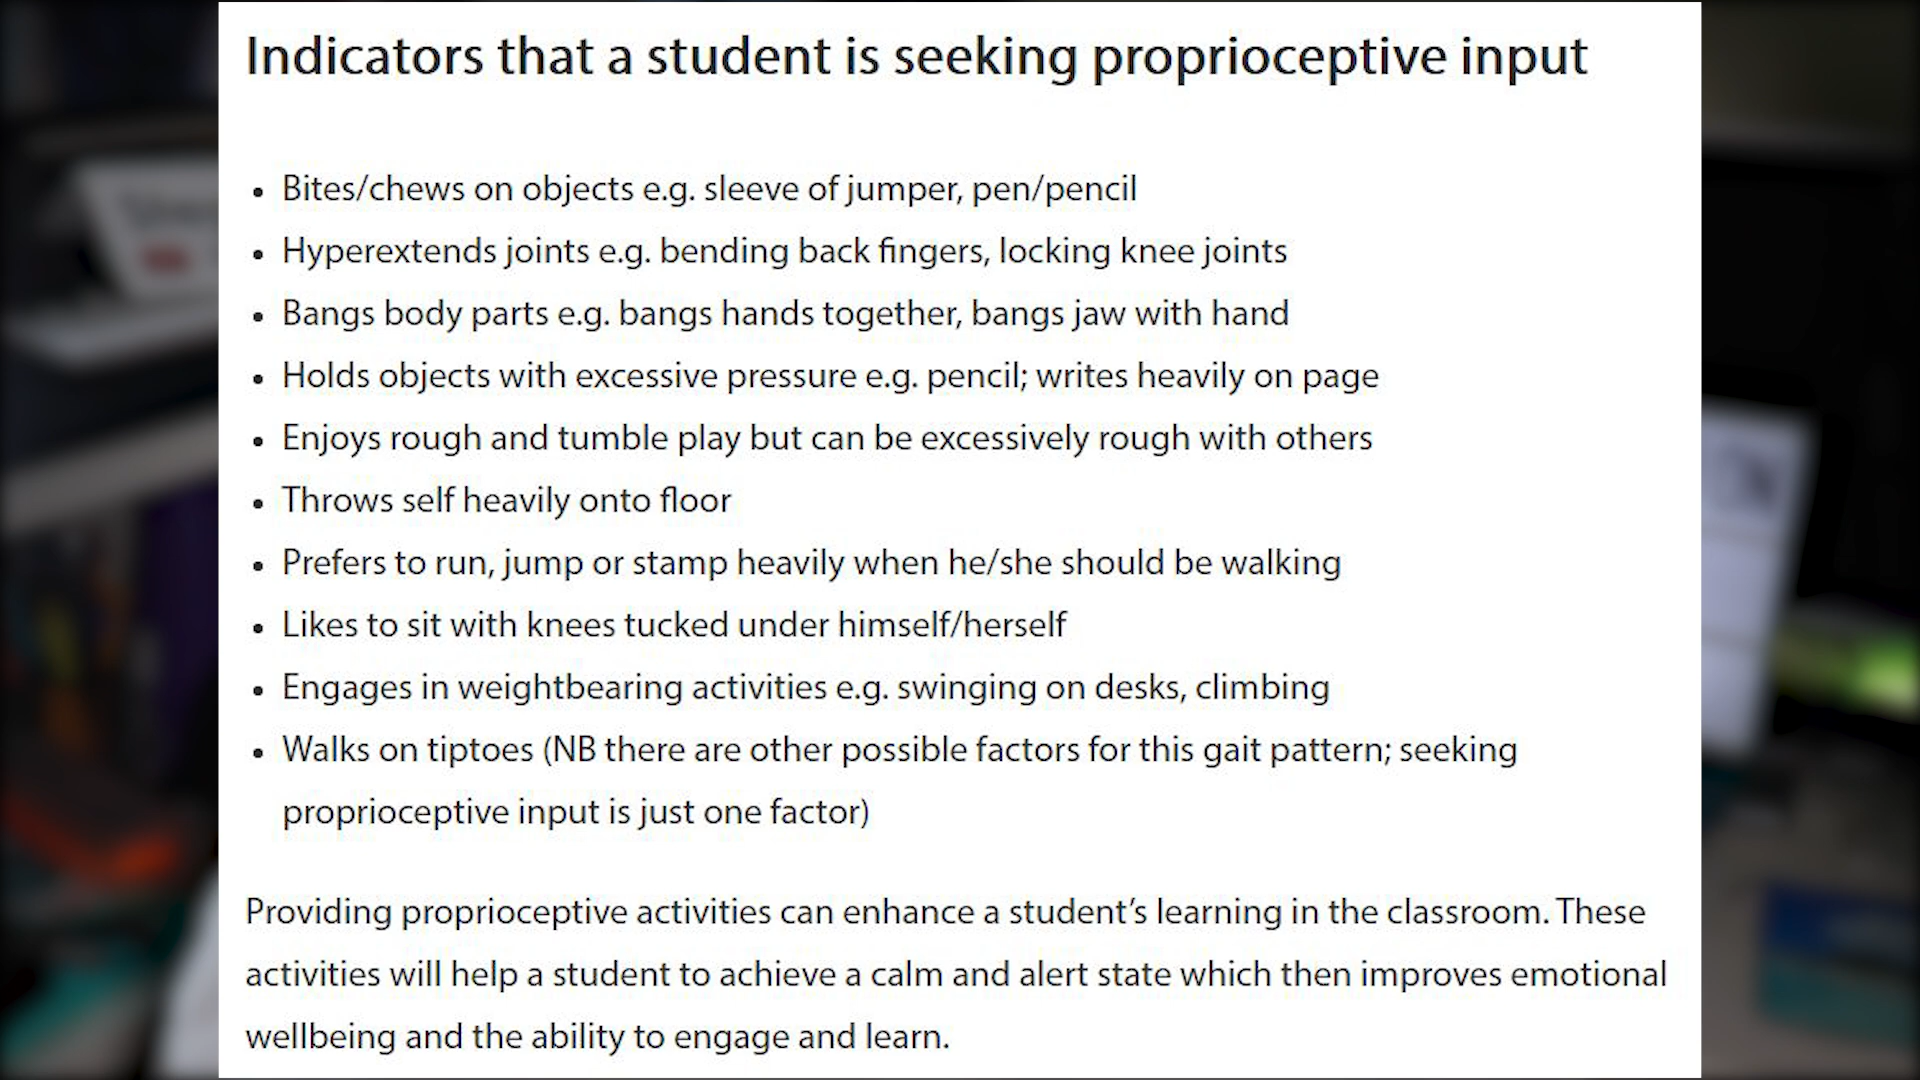 Indicators that a student is seeking proprioceptive input
• Bites/chews on objects e.g. sleeve of jumper, pen/pencil
• Hyperextends joints e.g. bending back fingers, locking knee joints
• Bangs body parts e.g. bangs hands together, bangs jaw with hand
• Holds objects with excessive pressure e.g. pencil; writes heavily on page
• Enjoys rough and tumble play but can be excessively rough with others
• Throws self heavily onto floor
• Prefers to run, jump or stamp heavily when he/she should be walking
• Likes to sit with knees tucked under himself/herself
• Engages in weightbearing activities e.g. swinging on desks, climbing
• Walks on tiptoes (NB there are other possible factors for this gait pattern; seeking
proprioceptive input is just one factor)
Providing proprioceptive activities can enhance a student’s learning in the classroom. These
activities will help a student to achieve a calm and alert state which then improves emotional
wellbeing and the ability to engage and learn.